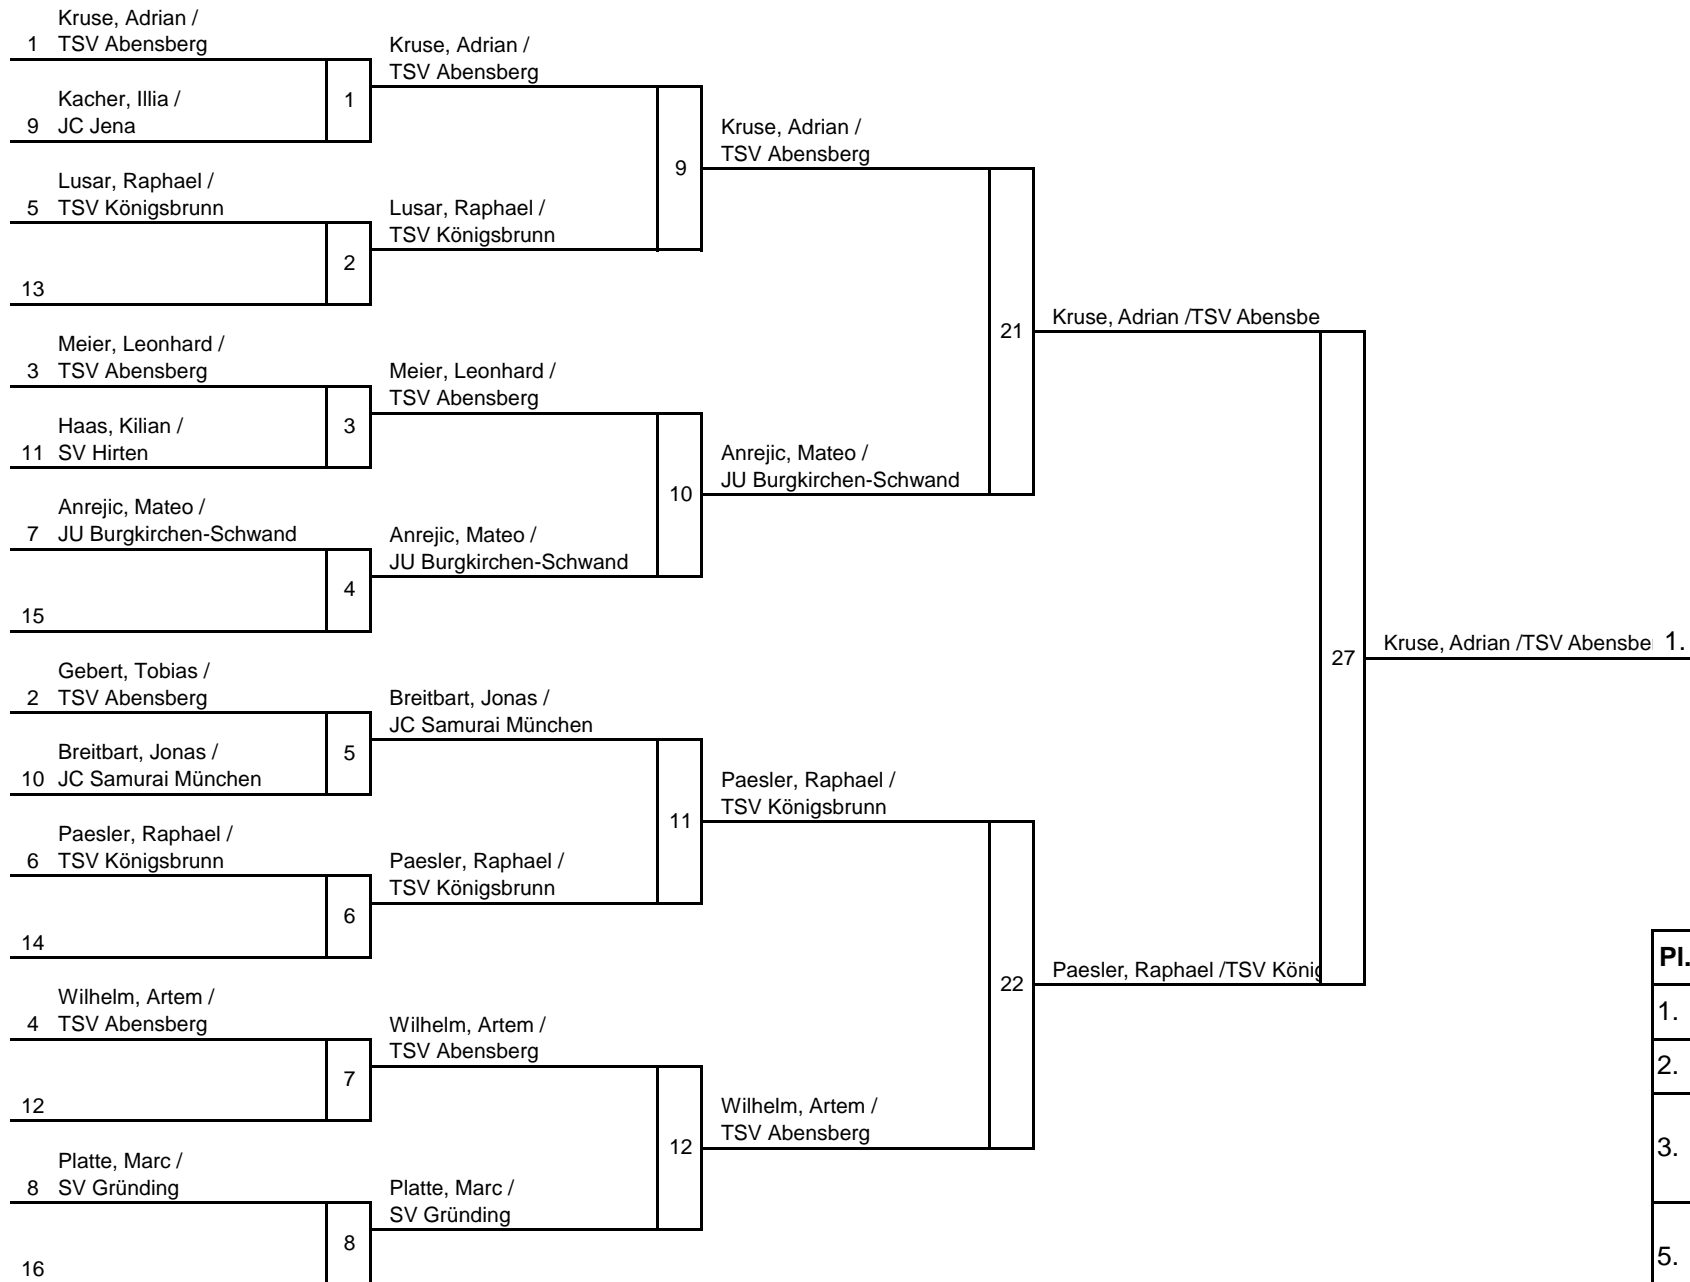 Kruse, Adrian /
1 TSV Abensberg
Kacher, Illia /
9 JC Jena
1
Lusar, Raphael /
5 TSV Königsbrunn
13
2
Meier, Leonhard /
3 TSV Abensberg
Haas, Kilian /
11 SV Hirten
3
Anrejic, Mateo /
7 JU Burgkirchen-Schwand
15
4
Gebert, Tobias /
2 TSV Abensberg
Breitbart, Jonas /
10 JC Samurai München
5
Paesler, Raphael /
6 TSV Königsbrunn
14
6
Wilhelm, Artem /
4 TSV Abensberg
12
7
Platte, Marc /
8 SV Gründing
16
8
Kruse, Adrian /
TSV Abensberg
Lusar, Raphael /
TSV Königsbrunn
9
Meier, Leonhard /
TSV Abensberg
Anrejic, Mateo /
JU Burgkirchen-Schwand
10
Breitbart, Jonas /
JC Samurai München
Paesler, Raphael /
TSV Königsbrunn
11
Wilhelm, Artem /
TSV Abensberg
Platte, Marc /
SV Gründing
12
Kruse, Adrian /
TSV Abensberg
Anrejic, Mateo /
JU Burgkirchen-Schwand
21
Paesler, Raphael /
TSV Königsbrunn
Wilhelm, Artem /
TSV Abensberg
22
Kruse, Adrian /TSV Abensbe
Paesler, Raphael /TSV König
27
Kruse, Adrian /TSV Abensbe 1.
Pl.
1.
2.
3.
5.